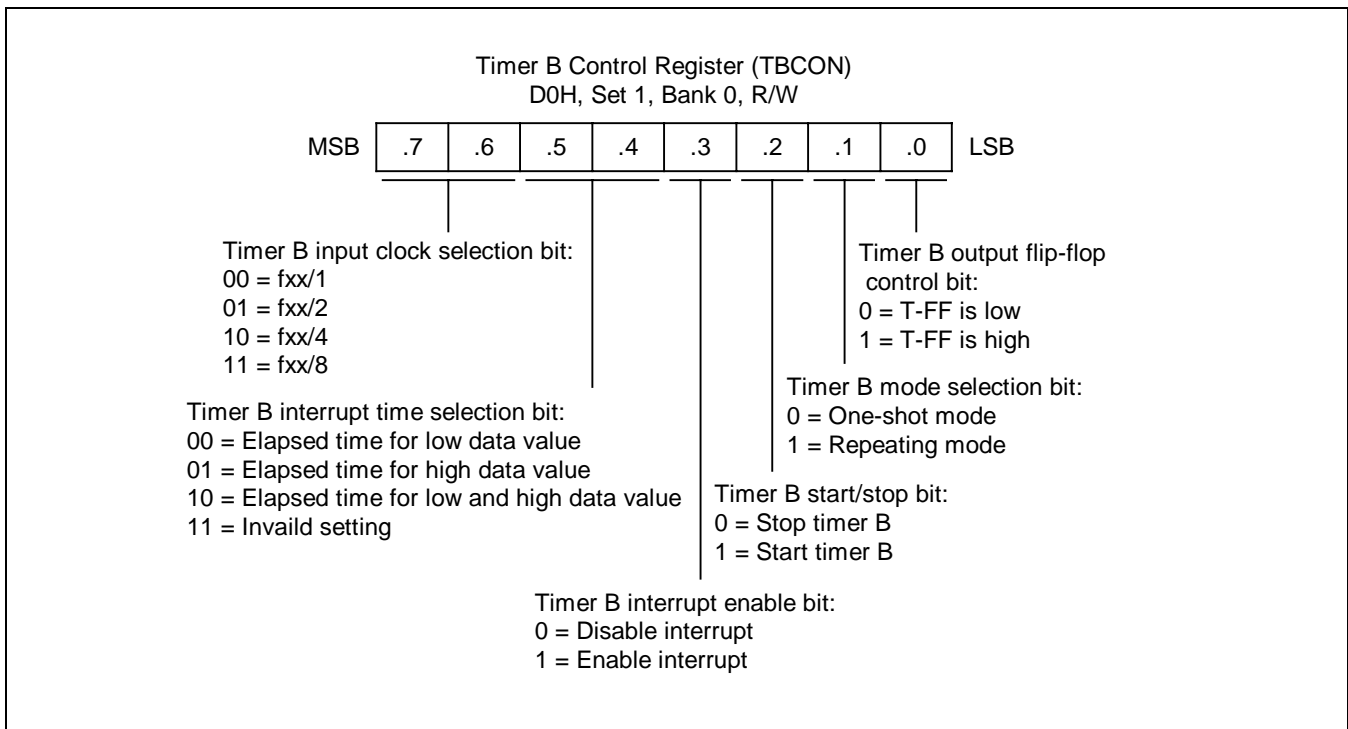 Timer B Control Register (TBCON)
D0H, Set 1, Bank 0, R/W
MSB .7 .6 .5 .4 .3 .2 .1 .0 LSB
Timer B input clock selection bit:
00 = fxx/1
01 = fxx/2
10 = fxx/4
11 = fxx/8
Timer B output flip-flop
control bit:
0 = T-FF is low
1 = T-FF is high
Timer B mode selection bit:
0 = One-shot mode
1 = Repeating mode
Timer B interrupt time selection bit:
00 = Elapsed time for low data value
01 = Elapsed time for high data value
10 = Elapsed time for low and high data value
11 = Invaild setting
Timer B start/stop bit:
0 = Stop timer B
1 = Start timer B
Timer B interrupt enable bit:
0 = Disable interrupt
1 = Enable interrupt